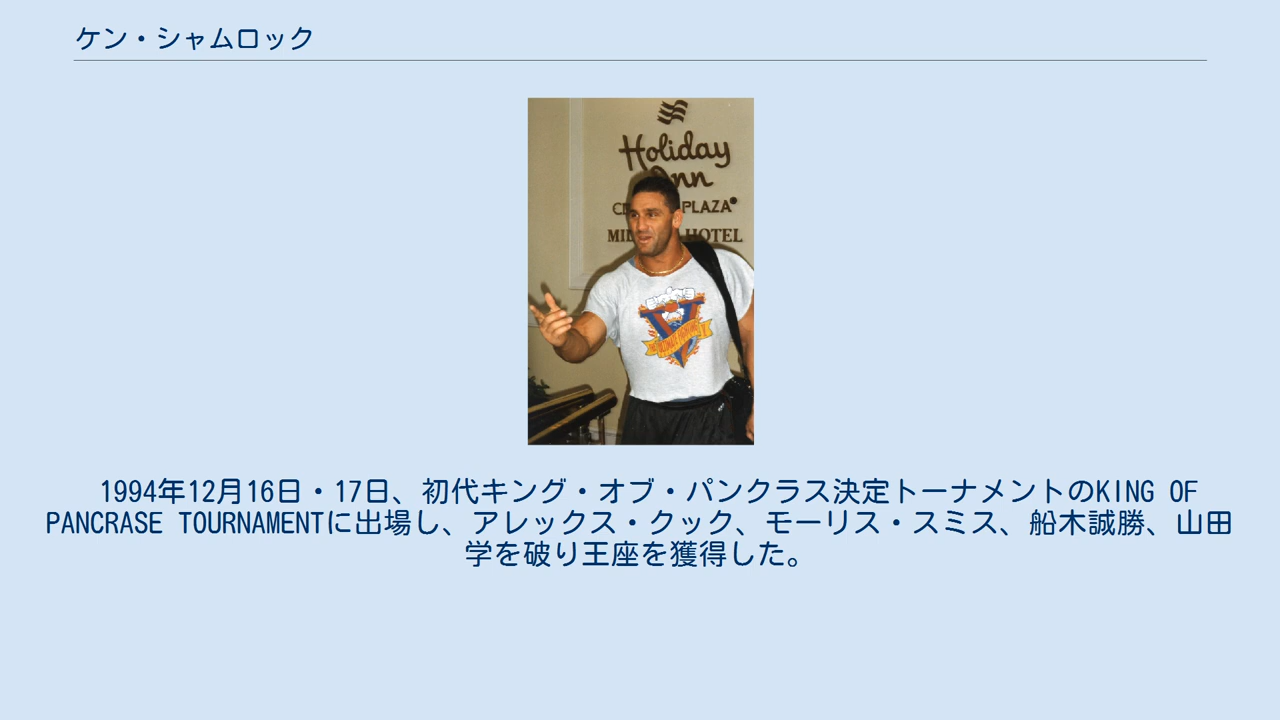 ケン・シャムロック
Holiday
Inn
PLAZA
HOTEL
1994年12月16日・17日、初代キング・オブ・パンクラス決定トーナメントのKING OF
PANCRASE TOURNAMENTに出場し、アレックス・クック、モーリス・スミス、船木誠勝、山田
学を破り王座を獲得した。